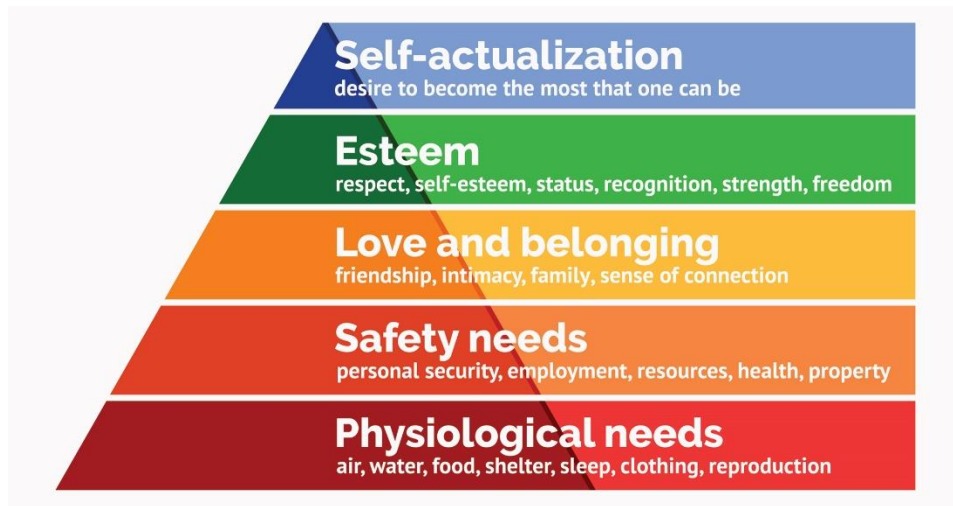 Self-actualization
desire to become the most that one can be
Esteem
respect, self-esteem, status, recognition, strength, freedom
Love and belonging
friendship, intimacy, family, sense of connection
Safety needs
personal security, employment, resources, health, property
Physiological needs
air, water, food, shelter, sleep, clothing, reproduction